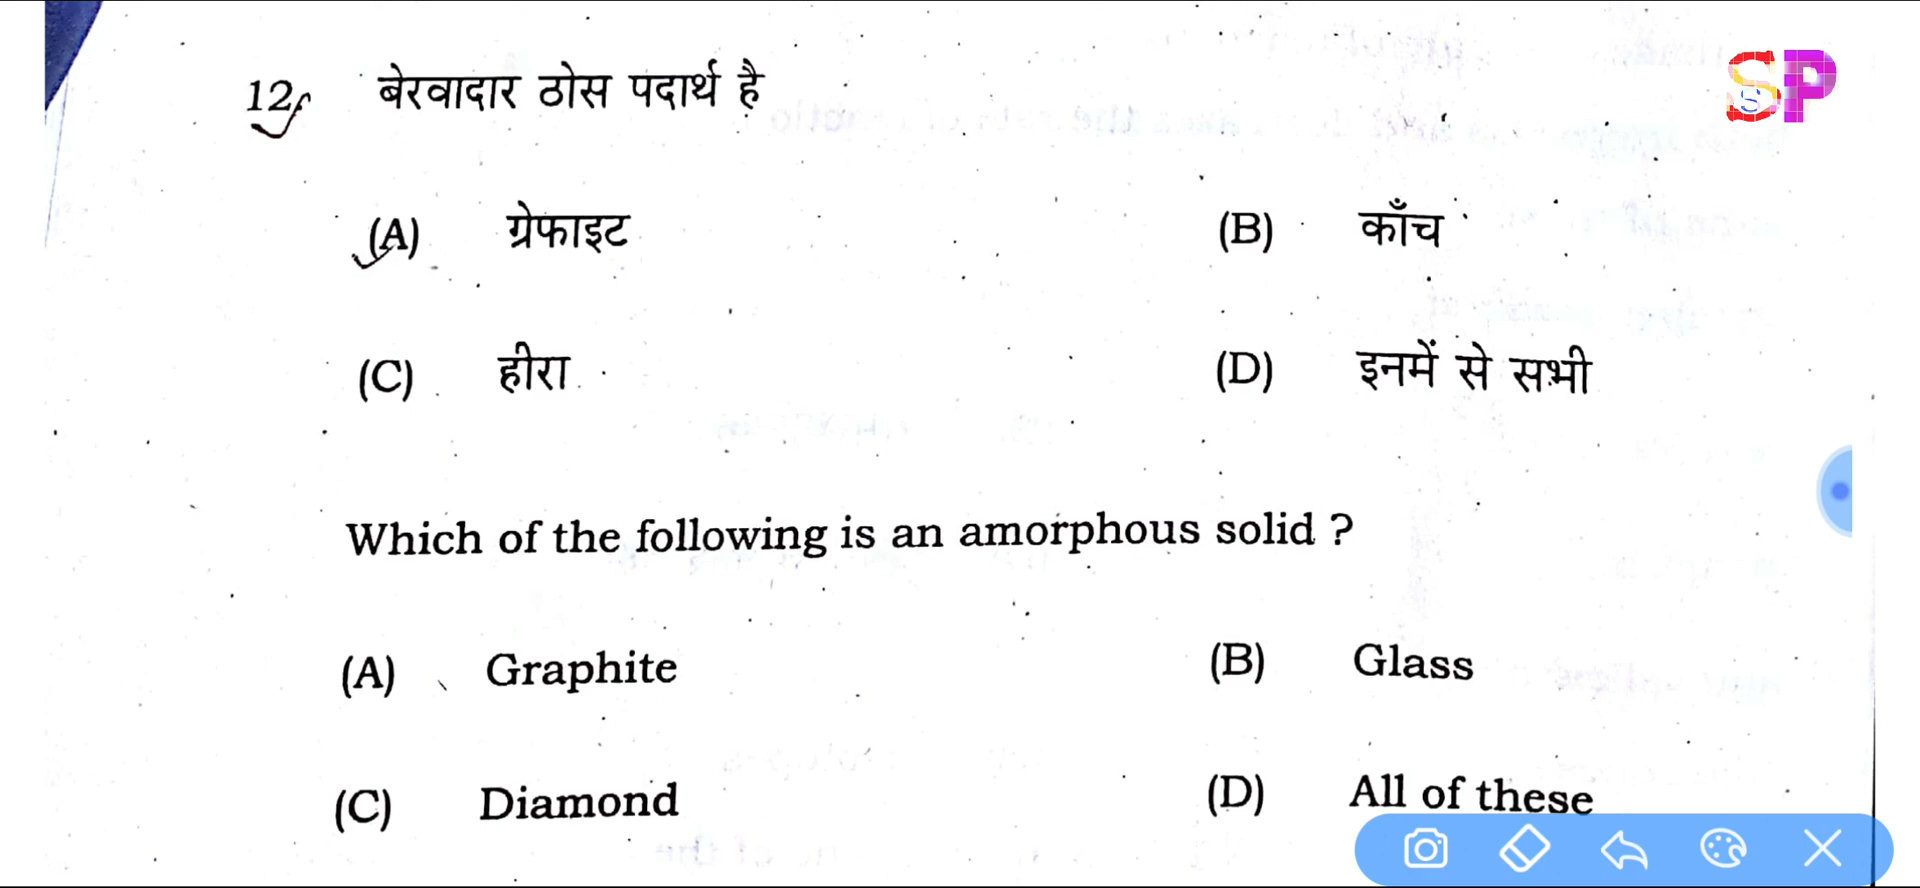 SP
S
12. बेरवादार ठोस पदार्थ है
(A) ग्रेफाइट (B) काँच
(C) हीरा (D) इनमें से सभी
Which of the following is an amorphous solid ?
(A) Graphite (B) Glass
(C) Diamond (D) All of these